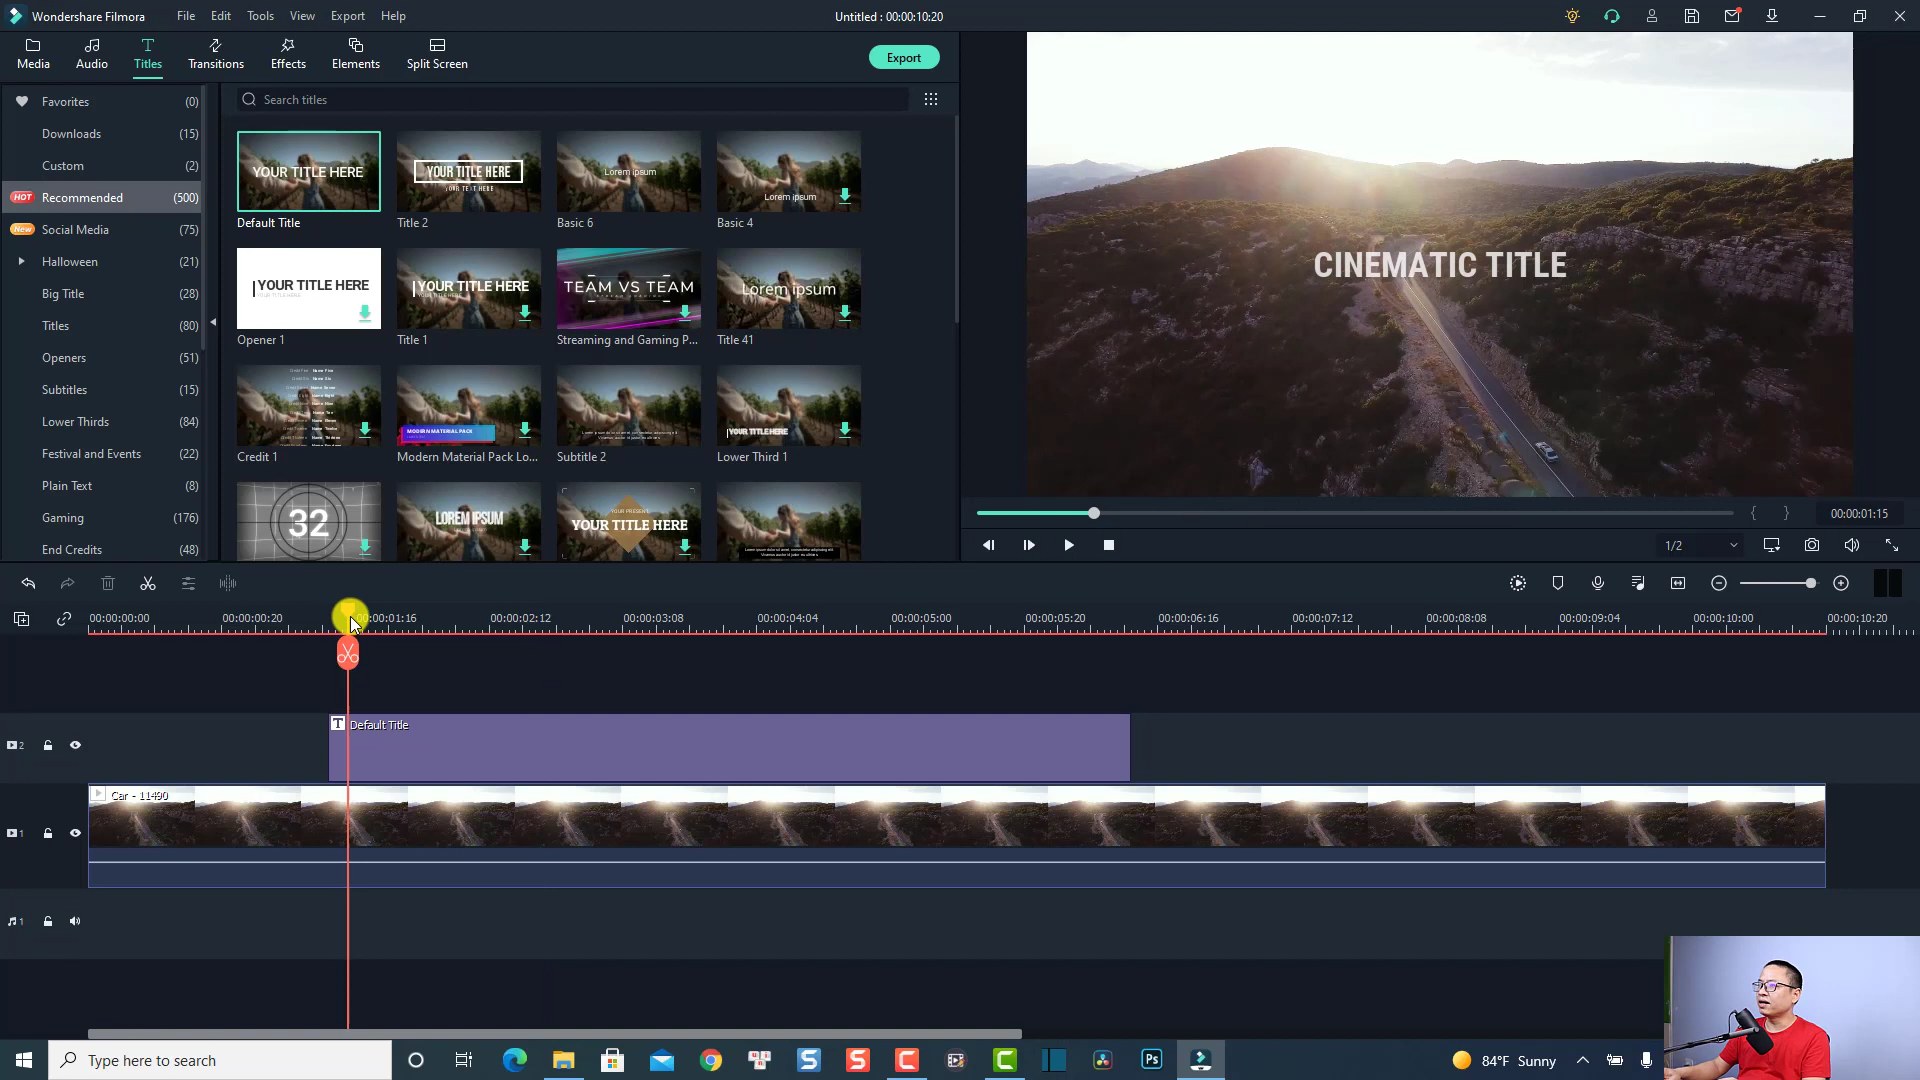 Wondershare Filmora
File Edit Tools View Export Help
Untitled : 00:00:10:20
Media Audio Titles Transitions Effects Elements Split Screen
Export
Favorites (0)
Downloads (15)
Custom (2)
HOT Recommended (500)
New Social Media (75)
Halloween (21)
Big Title (28)
Titles (80)
Openers (51)
Subtitles (15)
Lower Thirds (84)
Festival and Events (22)
Plain Text (8)
Gaming (176)
End Credits (48)
Search titles
YOUR TITLE HERE
YOUR TITLE HERE
YOUR TEXT HERE
Lorem ipsum
Lorem ipsum
Default Title Title 2 Basic 6 Basic 4
YOUR TITLE HERE
YOUR TITLE HERE
TEAM VS TEAM
Lorem ipsum
Opener 1 Title 1 Streaming and Gaming P... Title 41
MODERN MATERIAL PACK
YOUR TITLE HERE
Credit 1 Modern Material Pack Lo... Subtitle 2 Lower Third 1
32
LOREM IPSUM
YOUR PRESENT
YOUR TITLE HERE
CINEMATIC TITLE
{ } 00:00:01:15
1/2
00:00:00:00 00:00:00:20 00:00:01:16 00:00:02:12 00:00:03:08 00:00:04:04 00:00:05:00 00:00:05:20 00:00:06:16 00:00:07:12 00:00:08:08 00:00:09:04 00:00:10:00 00:00:10:20
T Default Title
2
Car - 11490
1
1
Type here to search
S S C C Ps
84°F Sunny